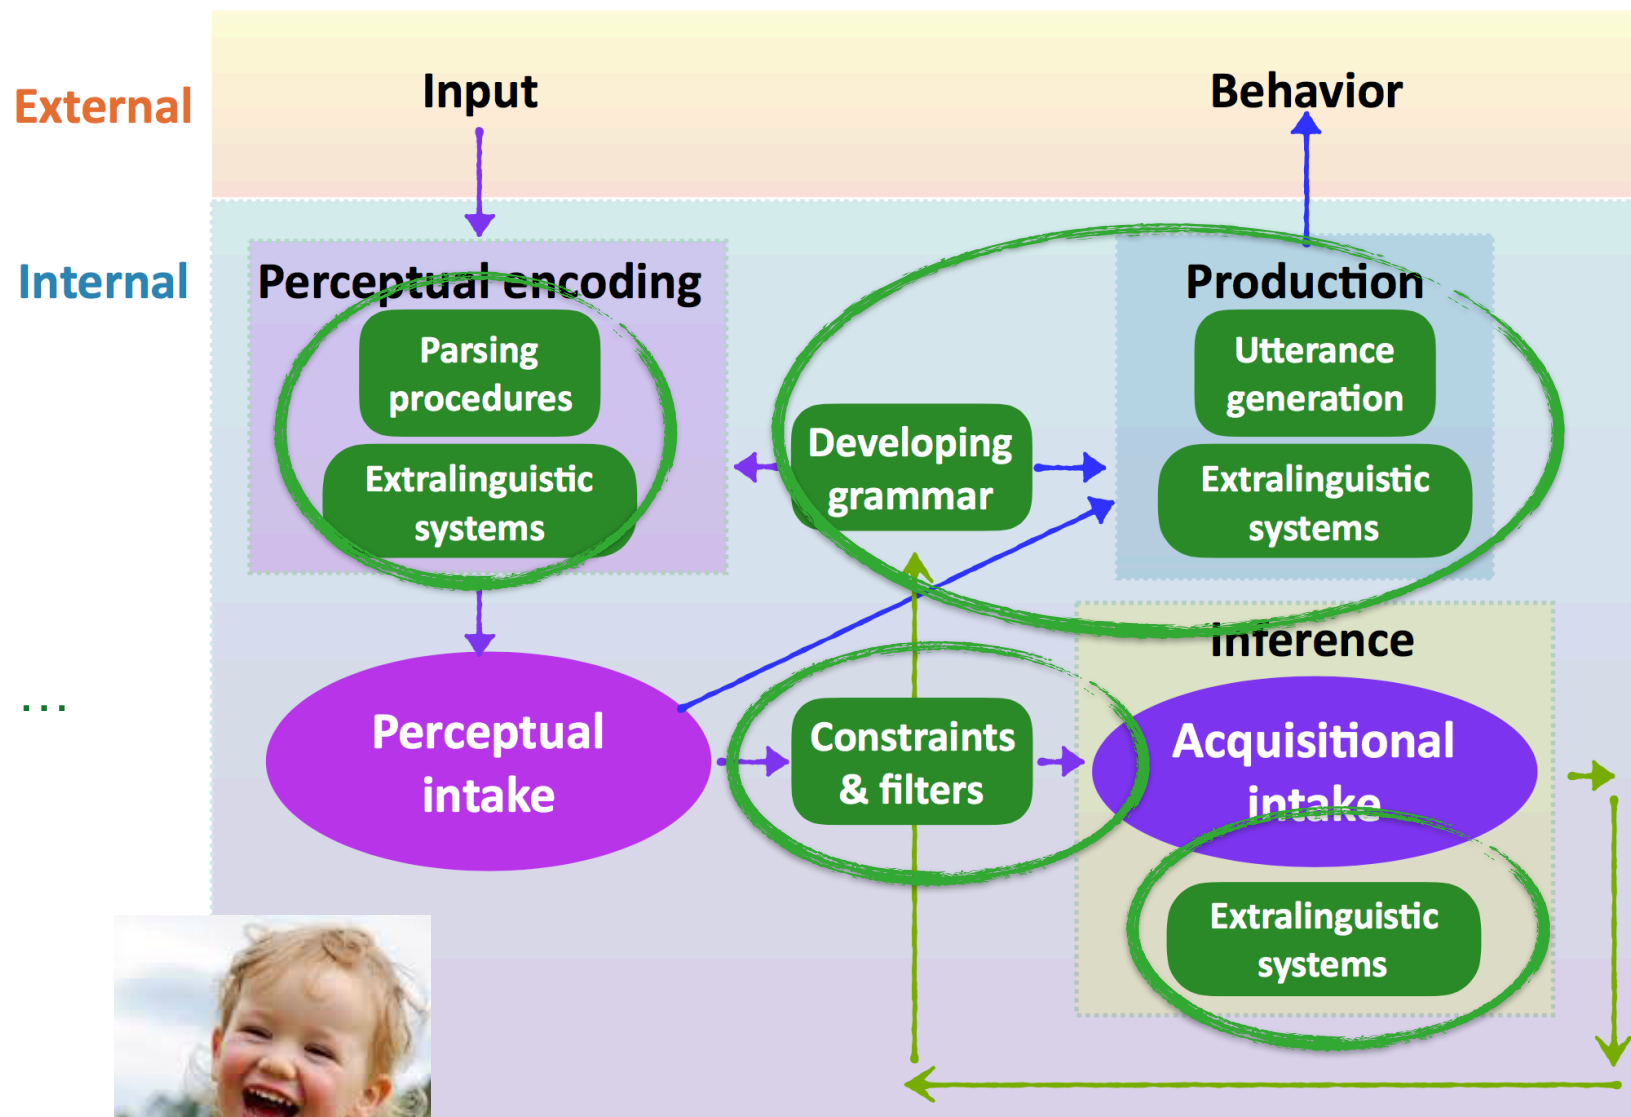 External
Input
Behavior
Internal
Perceptual encoding
Parsing
procedures
Extralinguistic
systems
Developing
grammar
Production
Utterance
generation
Extralinguistic
systems
...
Perceptual
intake
Constraints
& filters
inference
Acquisitional
intake
Extralinguistic
systems